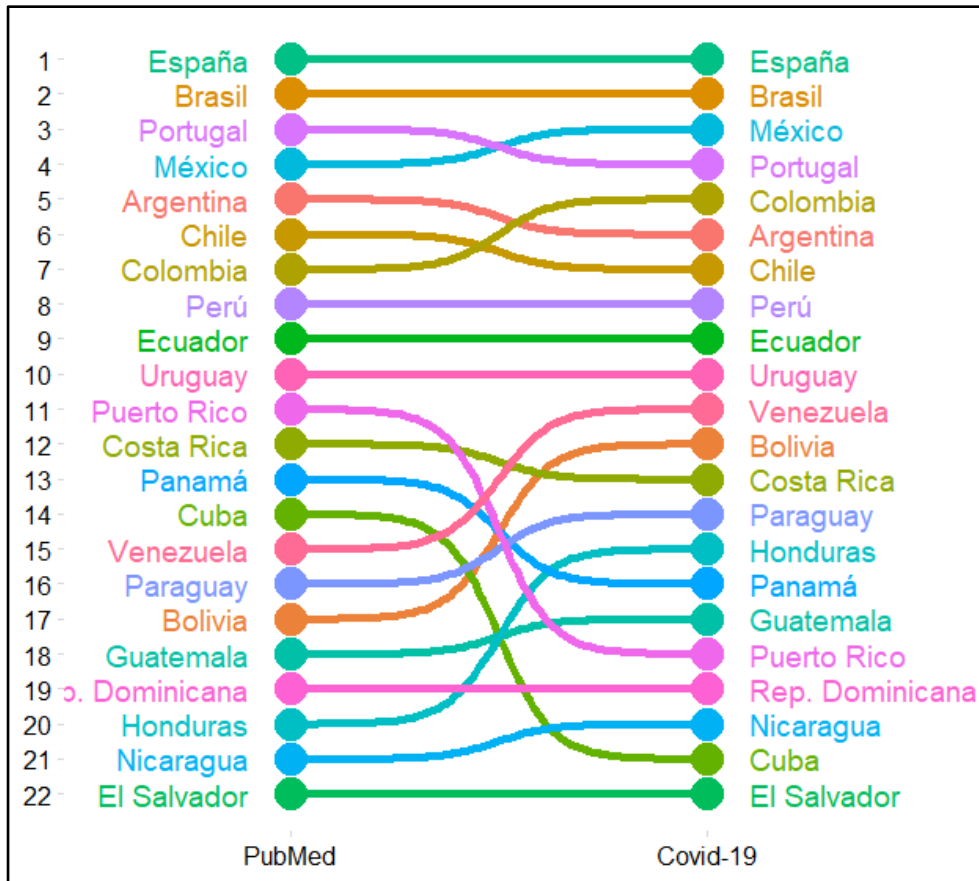 1 España España
2 Brasil Brasil
3 Portugal México
4 México Portugal
5 Argentina Colombia
6 Chile Argentina
7 Colombia Chile
8 Perú Perú
9 Ecuador Ecuador
10 Uruguay Uruguay
11 Puerto Rico Venezuela
12 Costa Rica Bolivia
13 Panamá Costa Rica
14 Cuba Paraguay
15 Venezuela Honduras
16 Paraguay Panamá
17 Bolivia Guatemala
18 Guatemala Puerto Rico
19 p. Dominicana Rep. Dominicana
20 Honduras Nicaragua
21 Nicaragua Cuba
22 El Salvador El Salvador
PubMed Covid-19